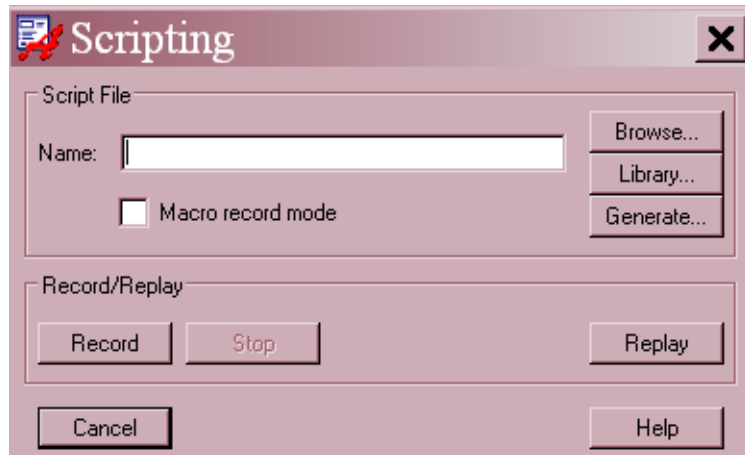 Scripting
Script File
Name:
Browse...
Library...
Macro record mode
Generate...
Record/Replay
Record
Stop
Replay
Cancel
Help